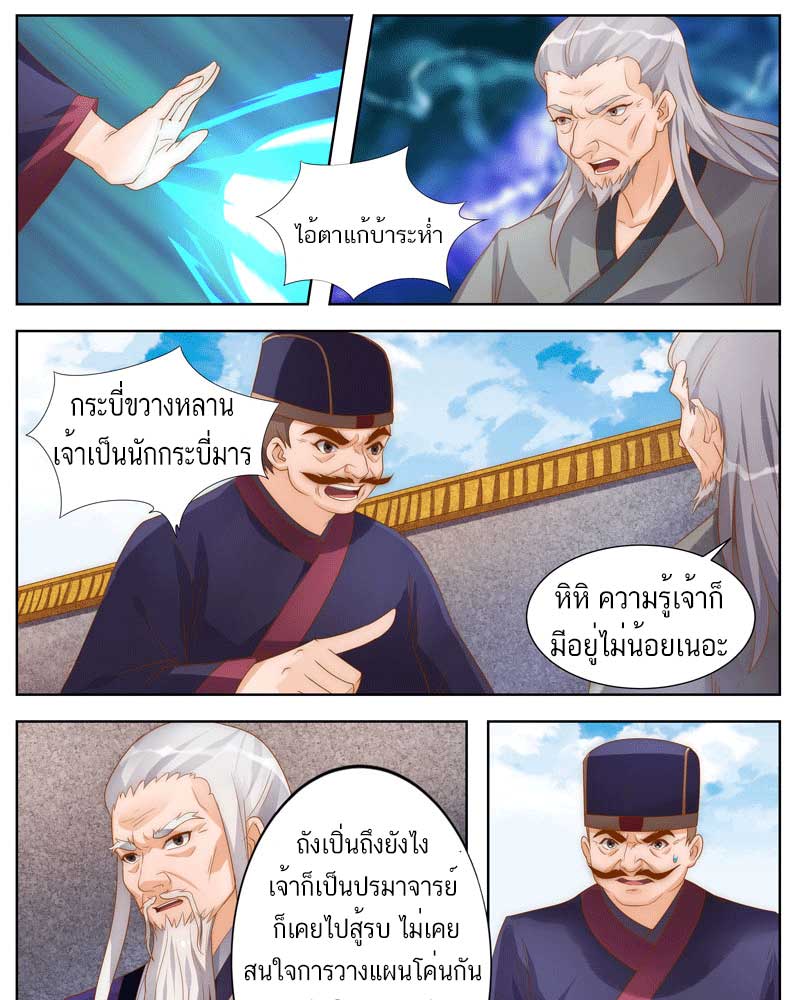 ไอ้ตาแก้บ้าระห่ำ
กระบี่ขวางหลาน
เจ้าเป็นนักกระบี่มาร
หิหิ ความรู้เจ้าก็
มีอยู่ไม่น้อยเนอะ
ถังเปิ่นถึงยังไง
เจ้าก็เป็นปรมาจารย์
ก็เคยไปสู้รบ ไม่เคย
สนใจการวางแผนโค่นกัน